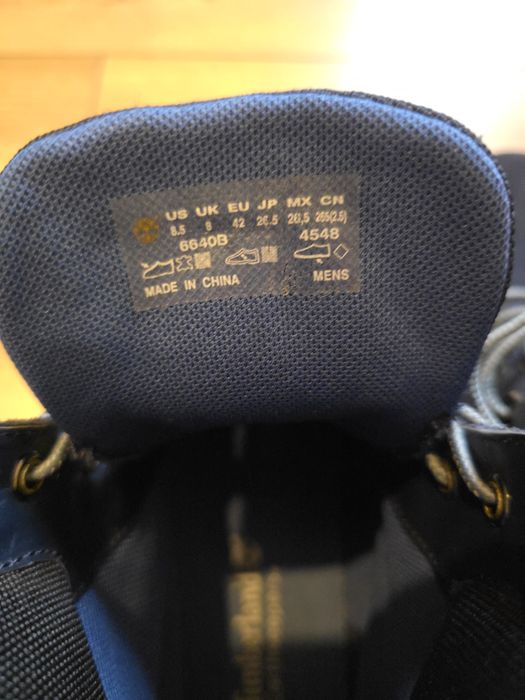 US UK EU JP MX CN
8.5 8 42 26.5 26,5 265(2.5)
6640B 4548
MADE IN CHINA MENS